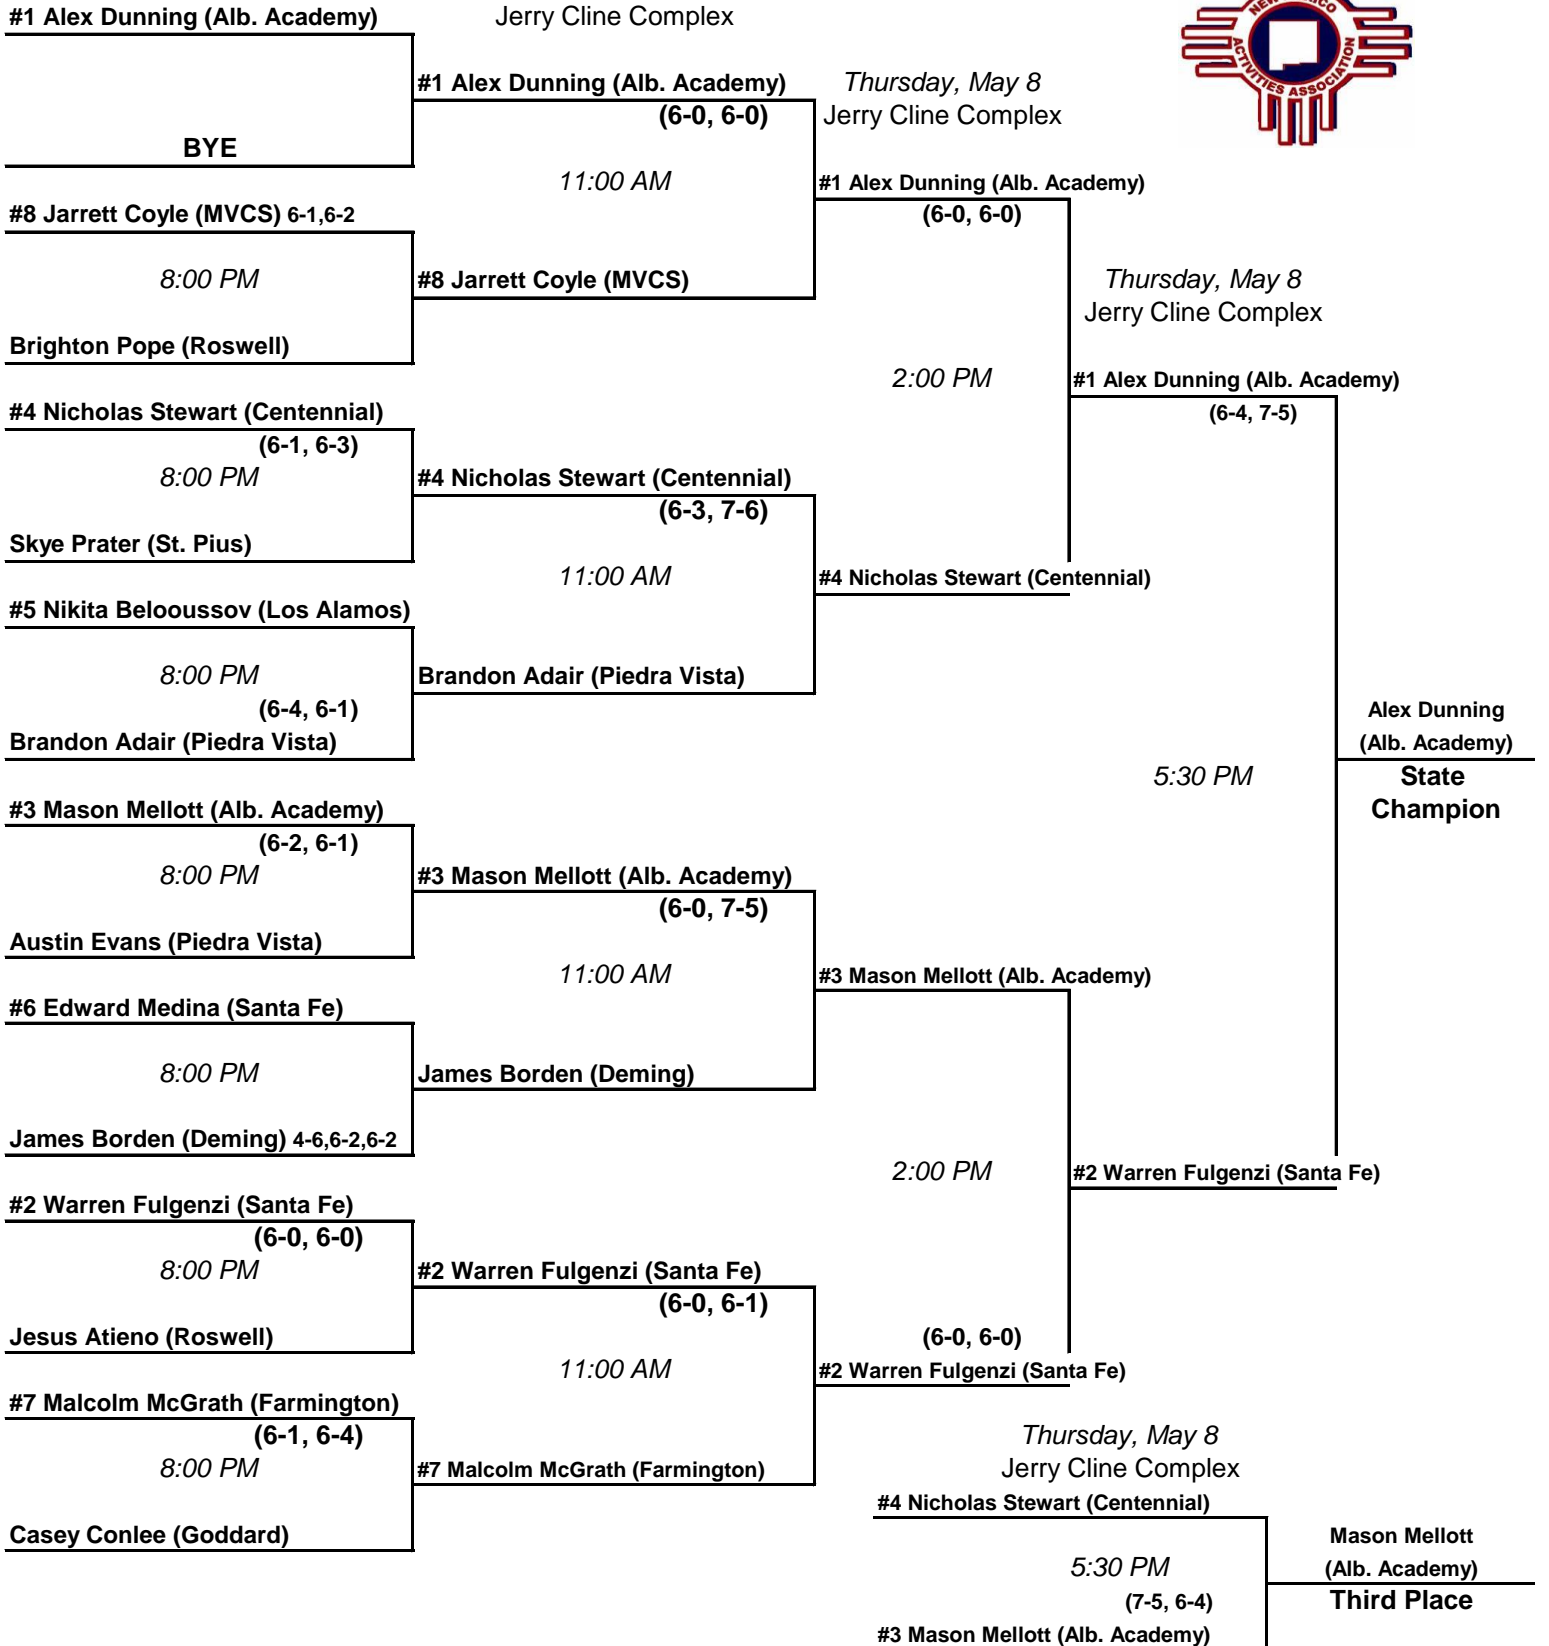 #1 Alex Dunning (Alb. Academy)
Jerry Cline Complex
NEW MEXICO
ACTIVITIES ASSOCIATION
#1 Alex Dunning (Alb. Academy)
(6-0, 6-0)
Thursday, May 8
Jerry Cline Complex
BYE
11:00 AM
#1 Alex Dunning (Alb. Academy)
(6-0, 6-0)
#8 Jarrett Coyle (MVCS) 6-1,6-2
8:00 PM
#8 Jarrett Coyle (MVCS)
Thursday, May 8
Jerry Cline Complex
Brighton Pope (Roswell)
2:00 PM
#1 Alex Dunning (Alb. Academy)
(6-4, 7-5)
#4 Nicholas Stewart (Centennial)
(6-1, 6-3)
8:00 PM
#4 Nicholas Stewart (Centennial)
(6-3, 7-6)
Skye Prater (St. Pius)
11:00 AM
#4 Nicholas Stewart (Centennial)
#5 Nikita Belooussov (Los Alamos)
8:00 PM
(6-4, 6-1)
Brandon Adair (Piedra Vista)
Brandon Adair (Piedra Vista)
Alex Dunning
(Alb. Academy)
State
Champion
5:30 PM
#3 Mason Mellott (Alb. Academy)
(6-2, 6-1)
8:00 PM
#3 Mason Mellott (Alb. Academy)
(6-0, 7-5)
Austin Evans (Piedra Vista)
11:00 AM
#3 Mason Mellott (Alb. Academy)
#6 Edward Medina (Santa Fe)
8:00 PM
James Borden (Deming)
James Borden (Deming) 4-6,6-2,6-2
2:00 PM
#2 Warren Fulgenzi (Santa Fe)
#2 Warren Fulgenzi (Santa Fe)
(6-0, 6-0)
8:00 PM
#2 Warren Fulgenzi (Santa Fe)
(6-0, 6-1)
Jesus Atieno (Roswell)
(6-0, 6-0)
11:00 AM
#2 Warren Fulgenzi (Santa Fe)
#7 Malcolm McGrath (Farmington)
(6-1, 6-4)
8:00 PM
#7 Malcolm McGrath (Farmington)
Casey Conlee (Goddard)
Thursday, May 8
Jerry Cline Complex
#4 Nicholas Stewart (Centennial)
5:30 PM
(7-5, 6-4)
#3 Mason Mellott (Alb. Academy)
Mason Mellott
(Alb. Academy)
Third Place